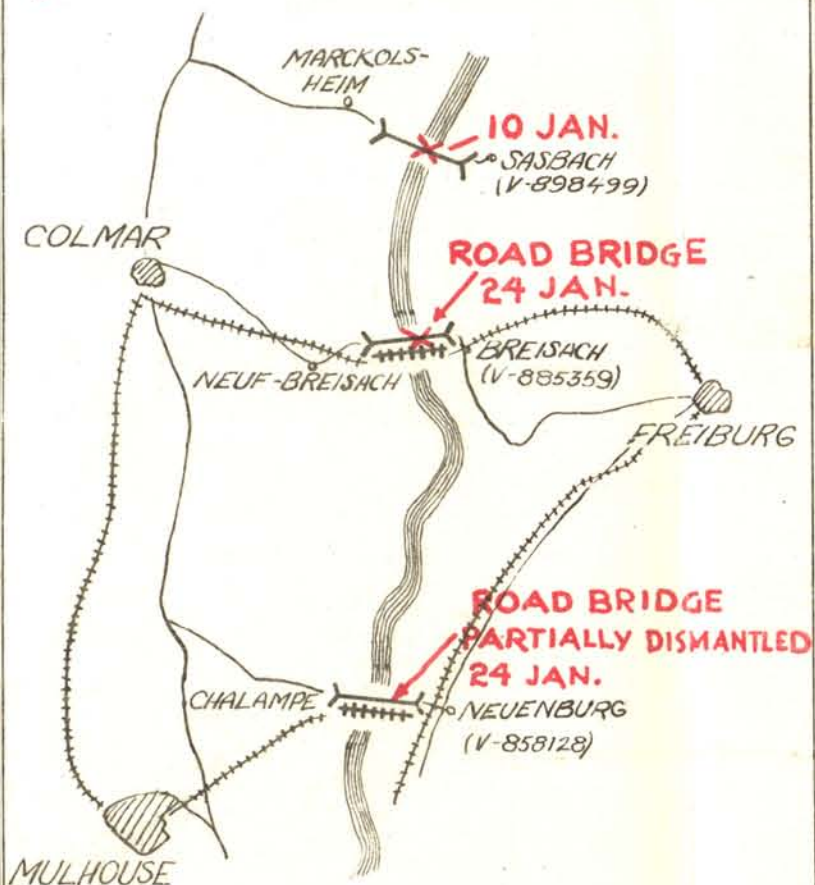 MARCKOLS-
HEIM
10 JAN.
SASBACH
(V-898499)
COLMAR
ROAD BRIDGE
24 JAN.
NEUF-BREISACH
BREISACH
(V-885359)
FREIBURG
ROAD BRIDGE
PARTIALLY DISMANTLED
24 JAN.
CHALAMPE
NEUENBURG
(V-858128)
MULHOUSE